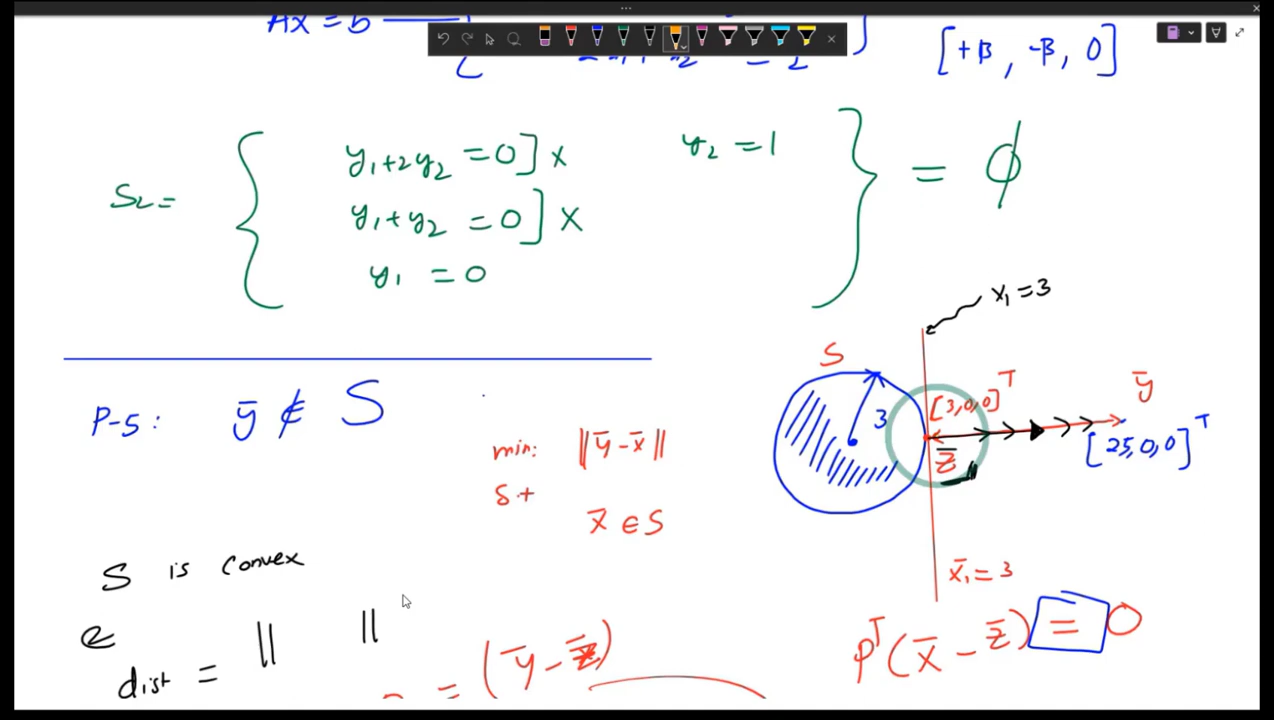 Ax = b
[+β, -β, 0]
S₂ =
y₁+2y₂ = 0] x
y₂ = 1
y₁+y₂ = 0] x
y₁ = 0
= ϕ
x₁ = 3
P-5: ȳ ∉ S
min: ||ȳ - x̄||
s.t
x̄ ∈ S
S
3
[3,0,0]ᵀ
z̄
ȳ
[25,0,0]ᵀ
x̄₁ = 3
S is convex
dist = || ||
(ȳ - z̄)
=
Pᵀ(x̄ - z̄) = 0